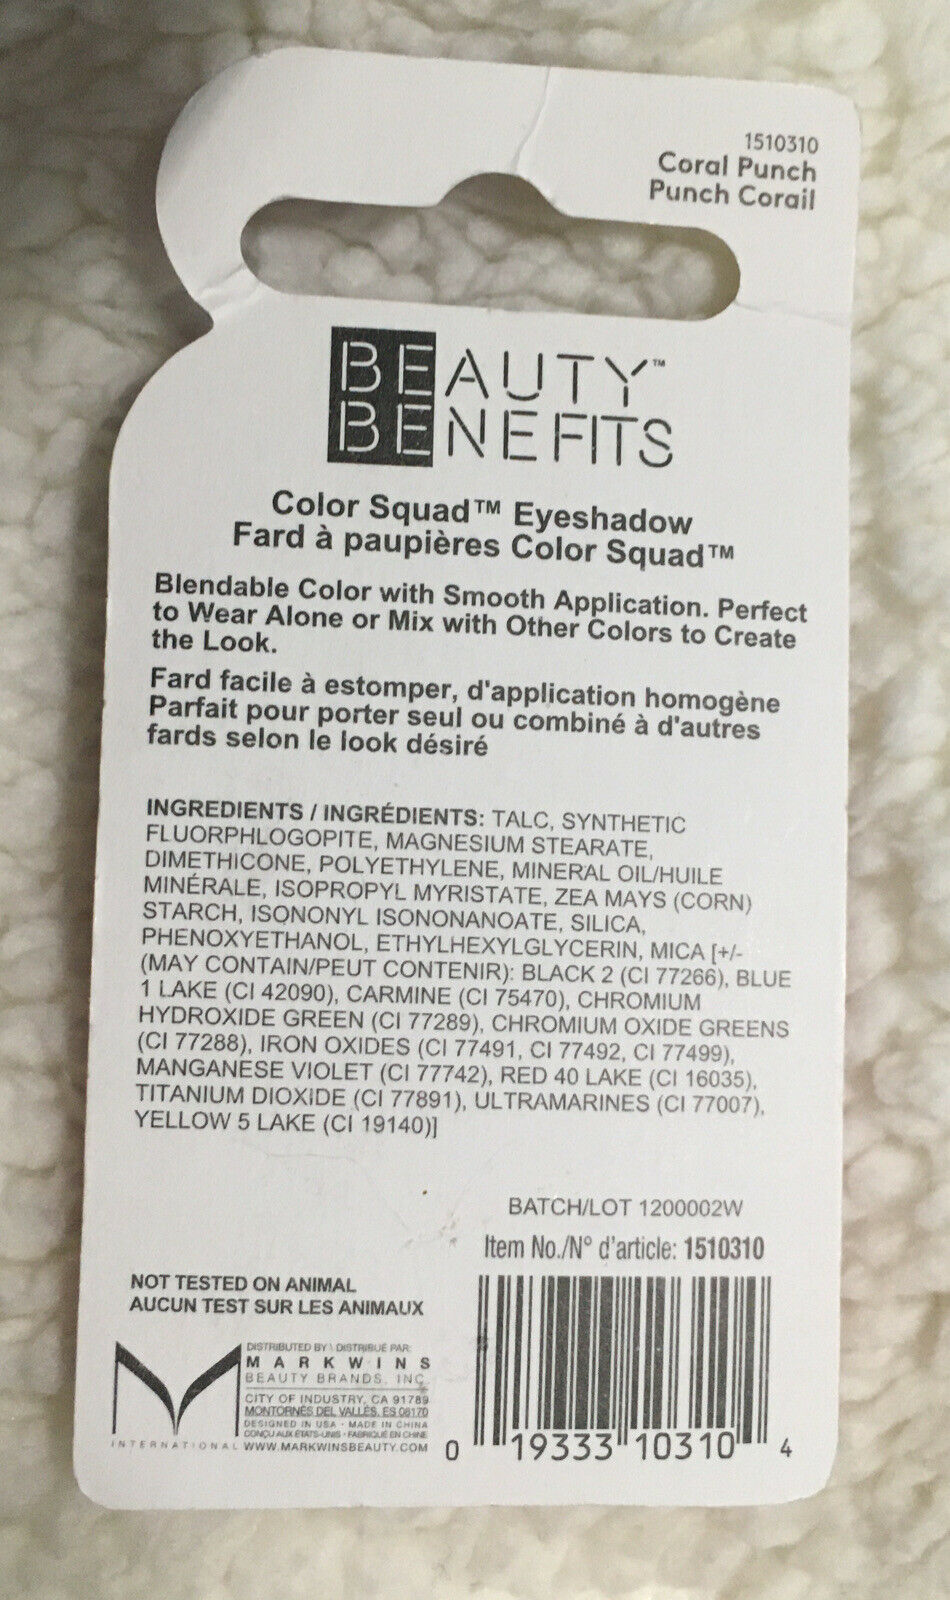 1510310
Coral Punch
Punch Corail
BEAUTY™
BENEFITS
Color Squad™ Eyeshadow
Fard à paupières Color Squad™
Blendable Color with Smooth Application. Perfect
to Wear Alone or Mix with Other Colors to Create
the Look.
Fard facile à estomper, d'application homogène
Parfait pour porter seul ou combiné à d'autres
fards selon le look désiré
INGREDIENTS / INGRÉDIENTS: TALC, SYNTHETIC
FLUORPHLOGOPITE, MAGNESIUM STEARATE,
DIMETHICONE, POLYETHYLENE, MINERAL OIL/HUILE
MINÉRALE, ISOPROPYL MYRISTATE, ZEA MAYS (CORN)
STARCH, ISONONYL ISONONANOATE, SILICA,
PHENOXYETHANOL, ETHYLHEXYLGLYCERIN, MICA [+/-
(MAY CONTAIN/PEUT CONTENIR): BLACK 2 (CI 77266), BLUE
1 LAKE (CI 42090), CARMINE (CI 75470), CHROMIUM
HYDROXIDE GREEN (CI 77289), CHROMIUM OXIDE GREENS
(CI 77288), IRON OXIDES (CI 77491, CI 77492, CI 77499),
MANGANESE VIOLET (CI 77742), RED 40 LAKE (CI 16035),
TITANIUM DIOXIDE (CI 77891), ULTRAMARINES (CI 77007),
YELLOW 5 LAKE (CI 19140)]
BATCH/LOT 1200002W
Item No./N° d'article: 1510310
NOT TESTED ON ANIMAL
AUCUN TEST SUR LES ANIMAUX
DISTRIBUTED BY \ DISTRIBUÉ PAR:
MARKWINS
BEAUTY BRANDS, INC.
CITY OF INDUSTRY, CA 91789
MONTORNÉS DEL VALLÈS, ES 08170
DESIGNED IN USA · MADE IN CHINA
CONÇU AUX ÉTATS-UNIS · FABRIQUÉ EN CHINE
INTERNATIONAL WWW.MARKWINSBEAUTY.COM
0 19333 10310 4